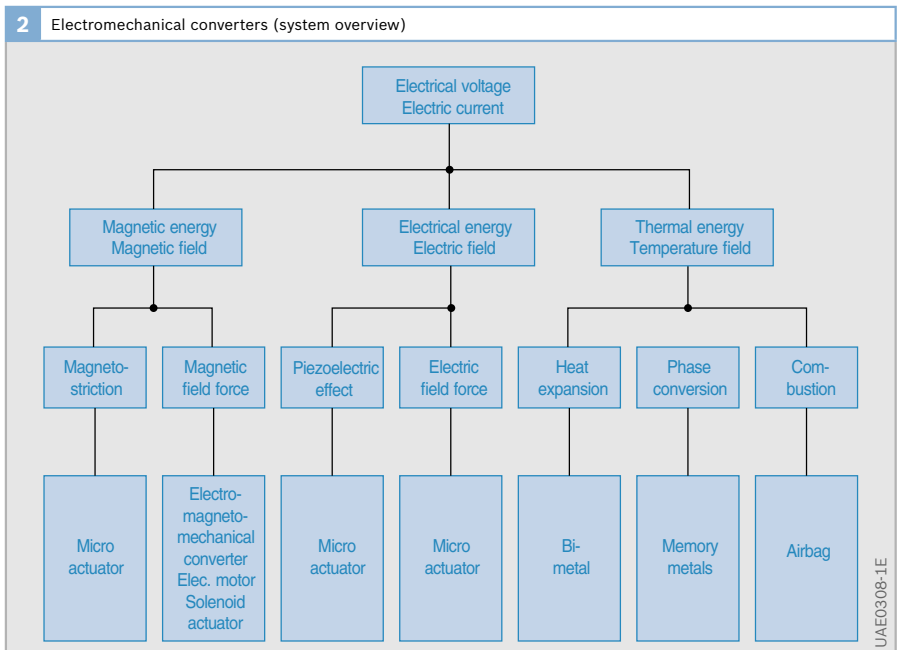 2 Electromechanical converters (system overview)
Electrical voltage
Electric current
Magnetic energy
Magnetic field
Electrical energy
Electric field
Thermal energy
Temperature field
Magneto-
striction
Magnetic
field force
Piezoelectric
effect
Electric
field force
Heat
expansion
Phase
conversion
Com-
bustion
Micro
actuator
Electro-
magneto-
mechanical
converter
Elec. motor
Solenoid
actuator
Micro
actuator
Micro
actuator
Bi-
metal
Memory
metals
Airbag
UAE0308-1E